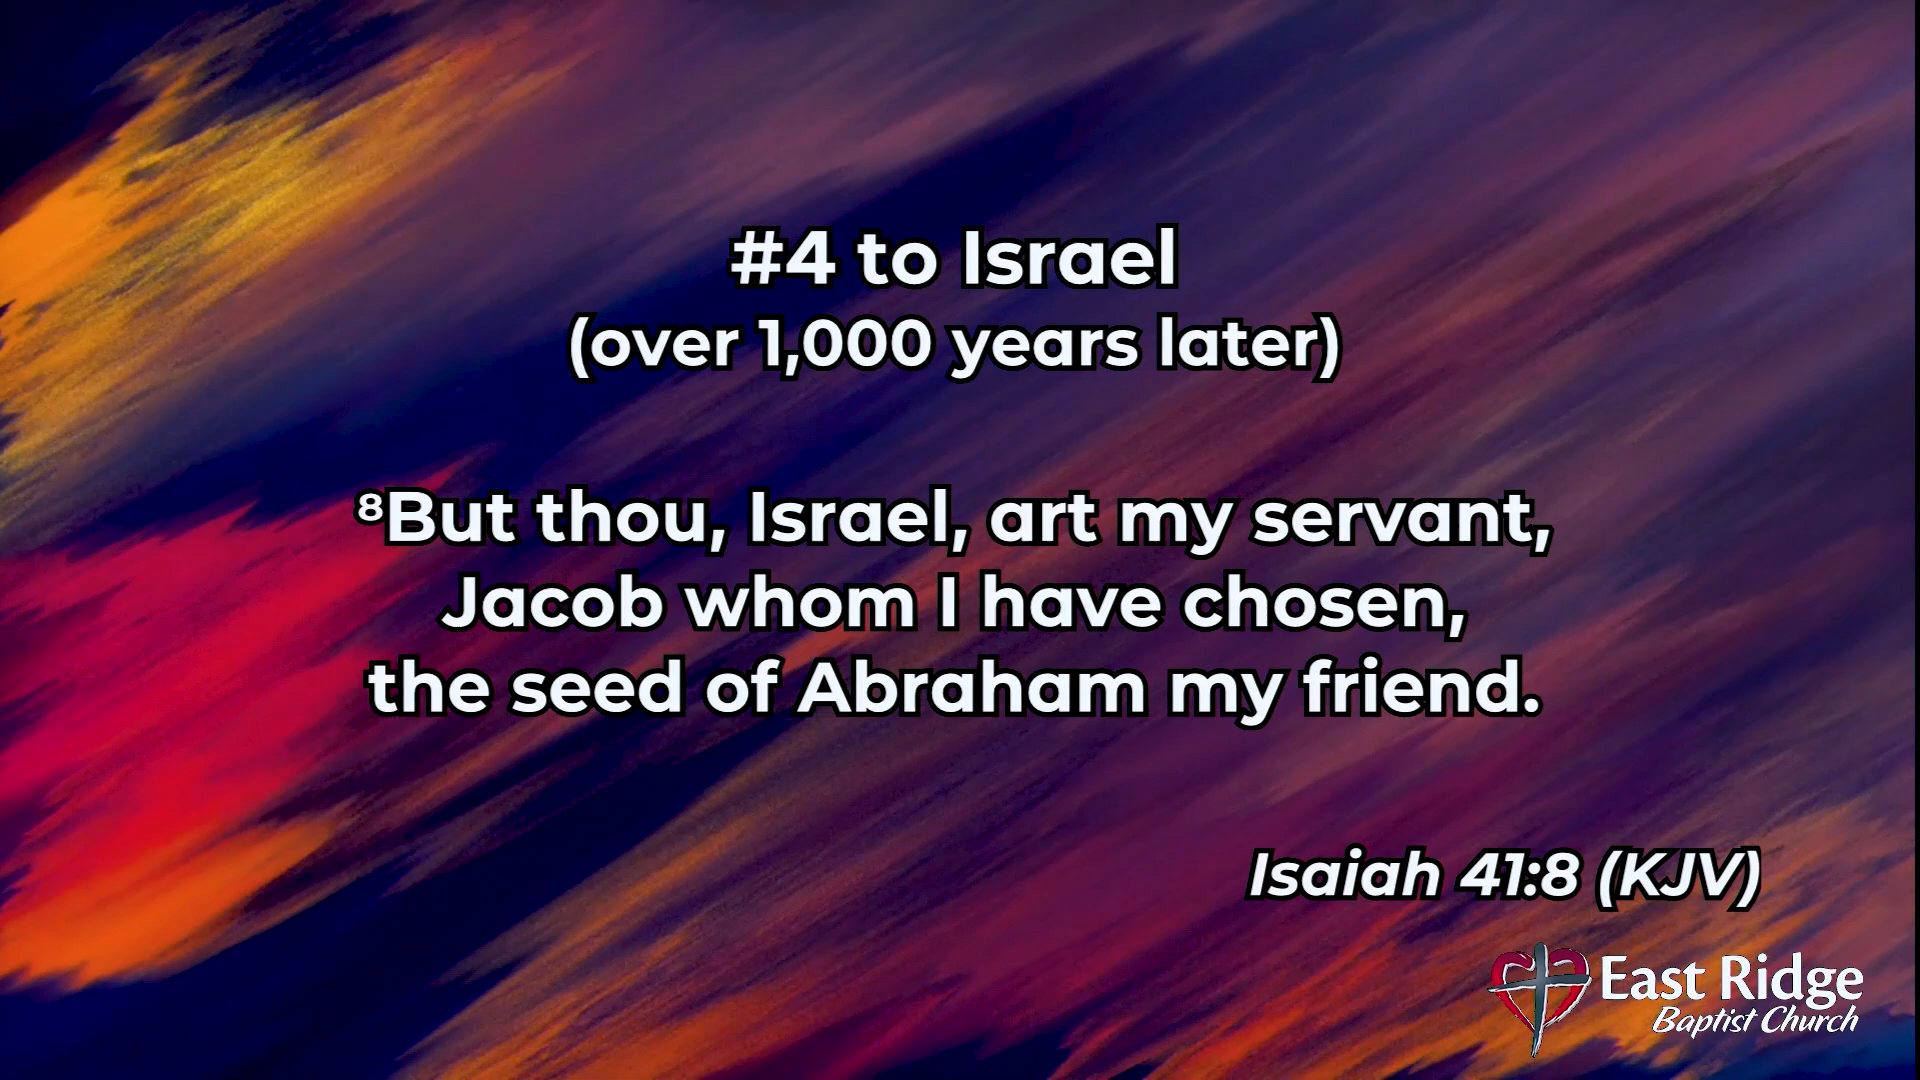 #4 to Israel
(over 1,000 years later)
⁸But thou, Israel, art my servant,
Jacob whom I have chosen,
the seed of Abraham my friend.
Isaiah 41:8 (KJV)
East Ridge
Baptist Church